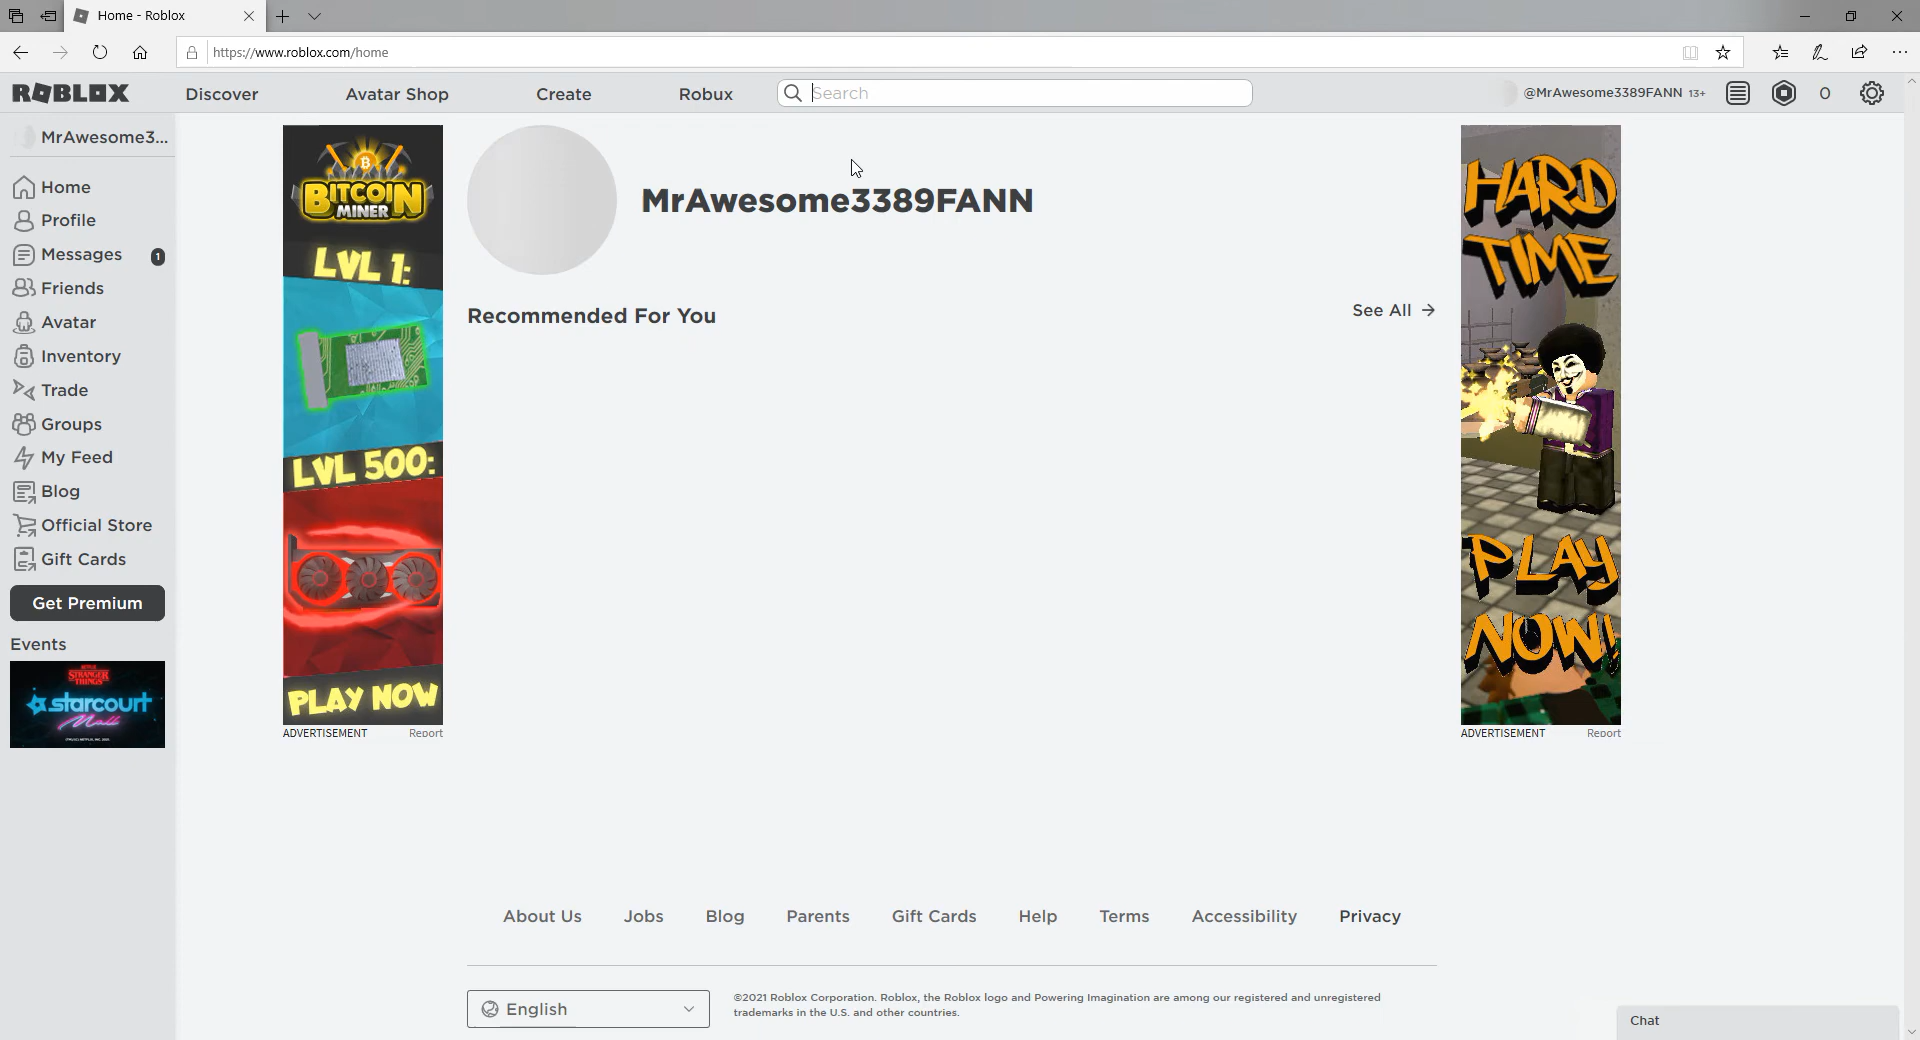 Home - Roblox
https://www.roblox.com/home
ROBLOX
Discover
Avatar Shop
Create
Robux
Search
@MrAwesome3389FANN 13+
0
MrAwesome3...
Home
Profile
Messages
1
Friends
Avatar
Inventory
Trade
Groups
My Feed
Blog
Official Store
Gift Cards
Get Premium
Events
NETFLIX
STRANGER
THINGS
starcourt
Mall
BITCOIN
MINER
LVL 1:
LVL 500:
PLAY NOW
ADVERTISEMENT
Report
MrAwesome3389FANN
Recommended For You
See All
HARD
TIME
PLAY
NOW!
ADVERTISEMENT
Report
About Us
Jobs
Blog
Parents
Gift Cards
Help
Terms
Accessibility
Privacy
English
©2021 Roblox Corporation. Roblox, the Roblox logo and Powering Imagination are among our registered and unregistered
trademarks in the U.S. and other countries.
Chat